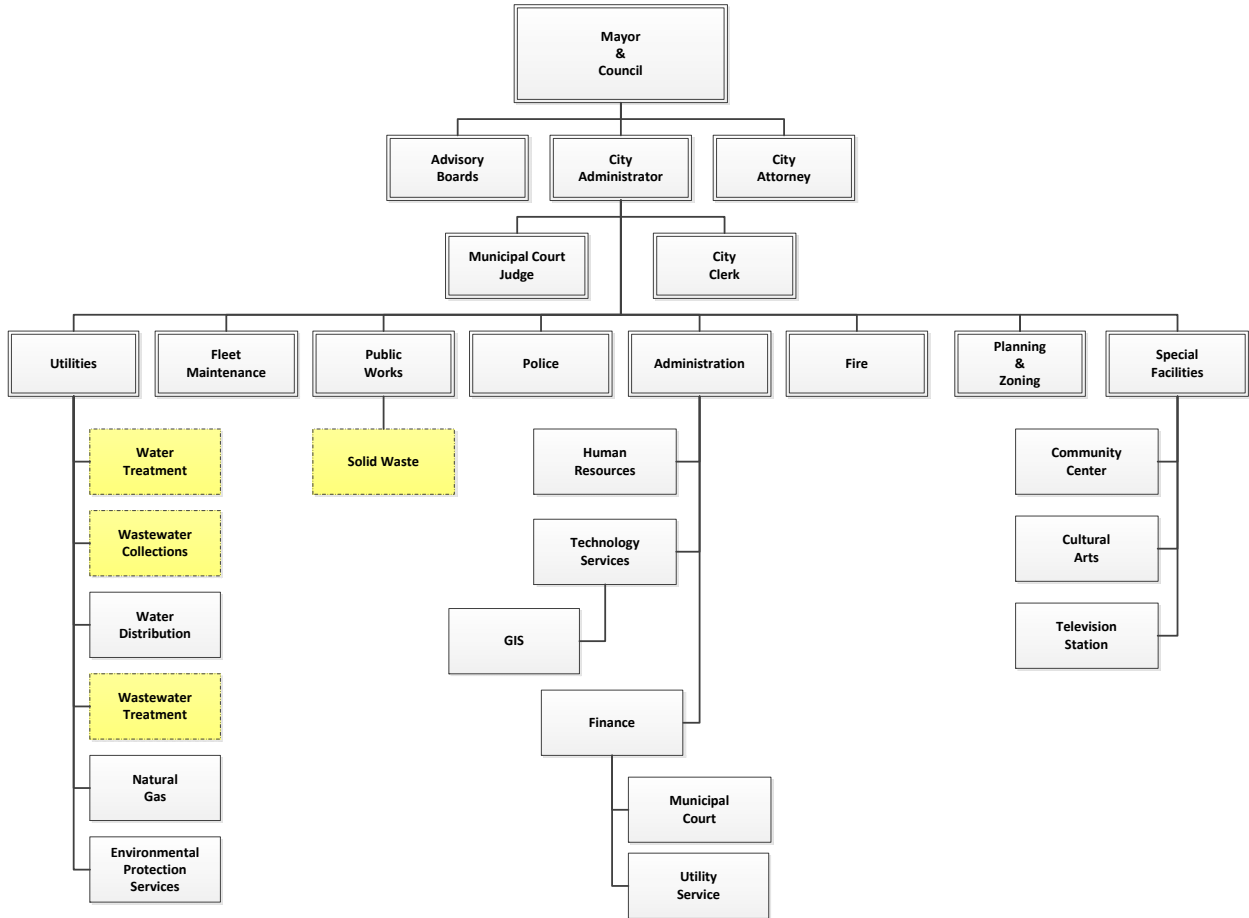 Mayor
&
Council
Advisory
Boards
City
Administrator
City
Attorney
Municipal Court
Judge
City
Clerk
Utilities
Fleet
Maintenance
Public
Works
Police
Administration
Fire
Planning
&
Zoning
Special
Facilities
Water
Treatment
Wastewater
Collections
Water
Distribution
Wastewater
Treatment
Natural
Gas
Environmental
Protection
Services
Solid Waste
Human
Resources
Technology
Services
GIS
Finance
Municipal
Court
Utility
Service
Community
Center
Cultural
Arts
Television
Station